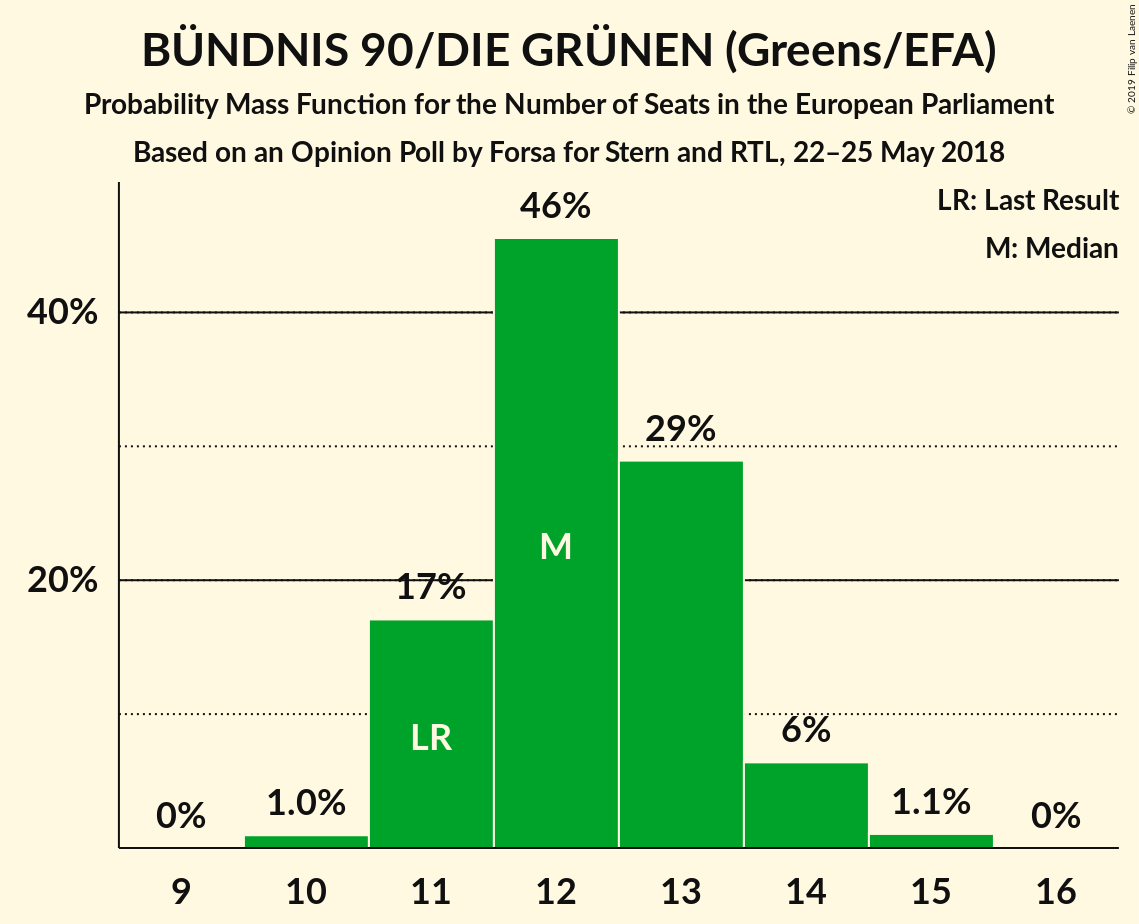 BÜNDNIS 90/DIE GRÜNEN (Greens/EFA)
Probability Mass Function for the Number of Seats in the European Parliament
Based on an Opinion Poll by Forsa for Stern and RTL, 22–25 May 2018
© 2019 Filip van Laenen
LR: Last Result
M: Median
40%
20%
0%
1.0%
17%
46%
29%
6%
1.1%
0%
LR
M
9 10 11 12 13 14 15 16